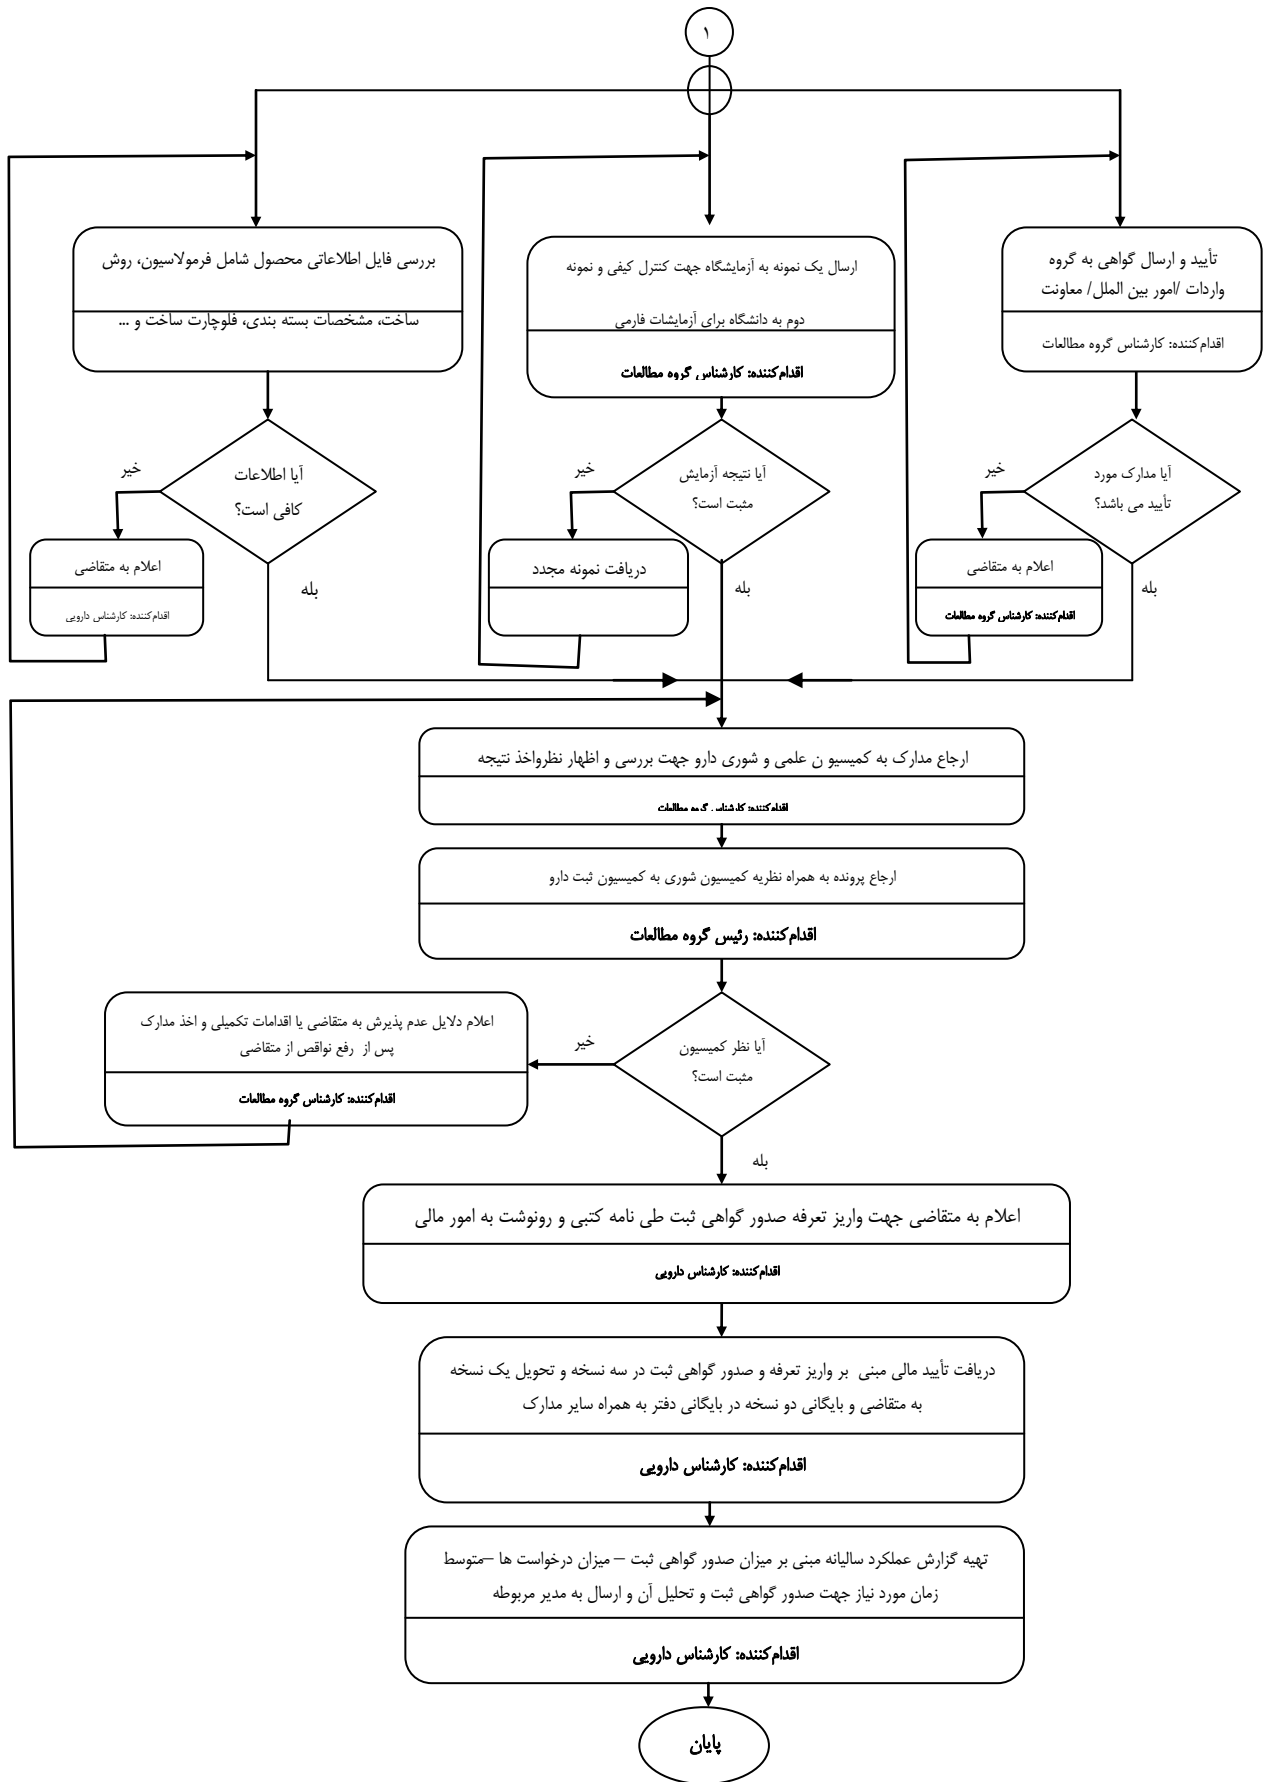 ۱
تأیید و ارسال گواهی به گروه
واردات /امور بین الملل/ معاونت
اقدام‌کننده: کارشناس گروه مطالعات
آیا مدارک مورد
تأیید می باشد؟
خیر
بله
اعلام به متقاضی
اقدام‌کننده: کارشناس گروه مطالعات
ارسال یک نمونه به آزمایشگاه جهت کنترل کیفی و نمونه
دوم به دانشگاه برای آزمایشات فارمی
اقدام‌کننده: کارشناس گروه مطالعات
آیا نتیجه آزمایش
مثبت است؟
خیر
بله
دریافت نمونه مجدد
بررسی فایل اطلاعاتی محصول شامل فرمولاسیون، روش
ساخت، مشخصات بسته بندی، فلوچارت ساخت و ...
آیا اطلاعات
کافی است؟
خیر
بله
اعلام به متقاضی
اقدام‌کننده: کارشناس دارویی
ارجاع مدارک به کمیسیو ن علمی و شوری دارو جهت بررسی و اظهار نظرواخذ نتیجه
اقدام‌کننده: کارشناس گروه مطالعات
ارجاع پرونده به همراه نظریه کمیسیون شوری به کمیسیون ثبت دارو
اقدام‌کننده: رئیس گروه مطالعات
آیا نظر کمیسیون
مثبت است؟
خیر
بله
اعلام دلایل عدم پذیرش به متقاضی یا اقدامات تکمیلی و اخذ مدارک
پس از رفع نواقص از متقاضی
اقدام‌کننده: کارشناس گروه مطالعات
اعلام به متقاضی جهت واریز تعرفه صدور گواهی ثبت طی نامه کتبی و رونوشت به امور مالی
اقدام‌کننده: کارشناس دارویی
دریافت تأیید مالی مبنی بر واریز تعرفه و صدور گواهی ثبت در سه نسخه و تحویل یک نسخه
به متقاضی و بایگانی دو نسخه در بایگانی دفتر به همراه سایر مدارک
اقدام‌کننده: کارشناس دارویی
تهیه گزارش عملکرد سالیانه مبنی بر میزان صدور گواهی ثبت – میزان درخواست ها –متوسط
زمان مورد نیاز جهت صدور گواهی ثبت و تحلیل آن و ارسال به مدیر مربوطه
اقدام‌کننده: کارشناس دارویی
پایان